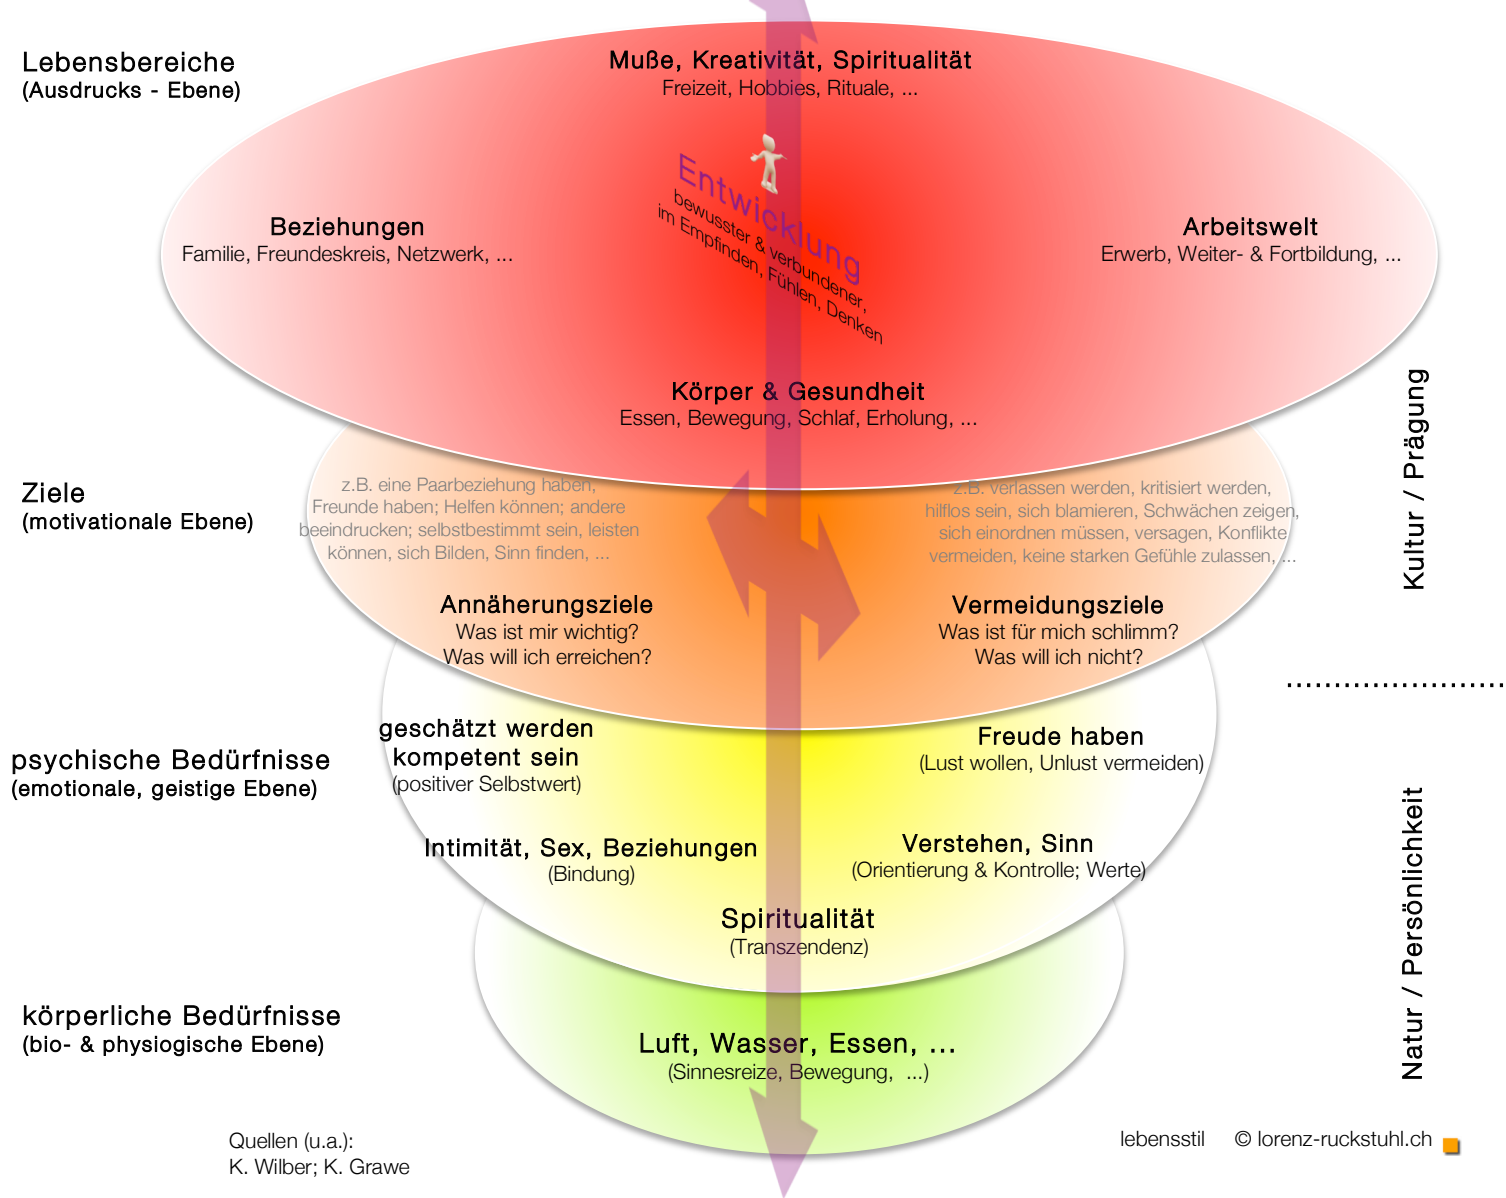 Lebensbereiche
(Ausdrucks - Ebene)
Muße, Kreativität, Spiritualität
Freizeit, Hobbies, Rituale, ...
Entwicklung
bewusster & verbundener,
im Empfinden, Fühlen, Denken
Beziehungen
Familie, Freundeskreis, Netzwerk, ...
Arbeitswelt
Erwerb, Weiter- & Fortbildung, ...
Körper & Gesundheit
Essen, Bewegung, Schlaf, Erholung, ...
Kultur / Prägung
Ziele
(motivationale Ebene)
z.B. eine Paarbeziehung haben,
Freunde haben; Helfen können; andere
beeindrucken; selbstbestimmt sein, leisten
können, sich Bilden, Sinn finden, ...
z.B. verlassen werden, kritisiert werden,
hilflos sein, sich blamieren, Schwächen zeigen,
sich einordnen müssen, versagen, Konflikte
vermeiden, keine starken Gefühle zulassen, ...
Annäherungsziele
Was ist mir wichtig?
Was will ich erreichen?
Vermeidungsziele
Was ist für mich schlimm?
Was will ich nicht?
psychische Bedürfnisse
(emotionale, geistige Ebene)
geschätzt werden
kompetent sein
(positiver Selbstwert)
Freude haben
(Lust wollen, Unlust vermeiden)
Intimität, Sex, Beziehungen
(Bindung)
Verstehen, Sinn
(Orientierung & Kontrolle; Werte)
Spiritualität
(Transzendenz)
Natur / Persönlichkeit
körperliche Bedürfnisse
(bio- & physiogische Ebene)
Luft, Wasser, Essen, ...
(Sinnesreize, Bewegung, ...)
Quellen (u.a.):
K. Wilber; K. Grawe
lebensstil © lorenz-ruckstuhl.ch